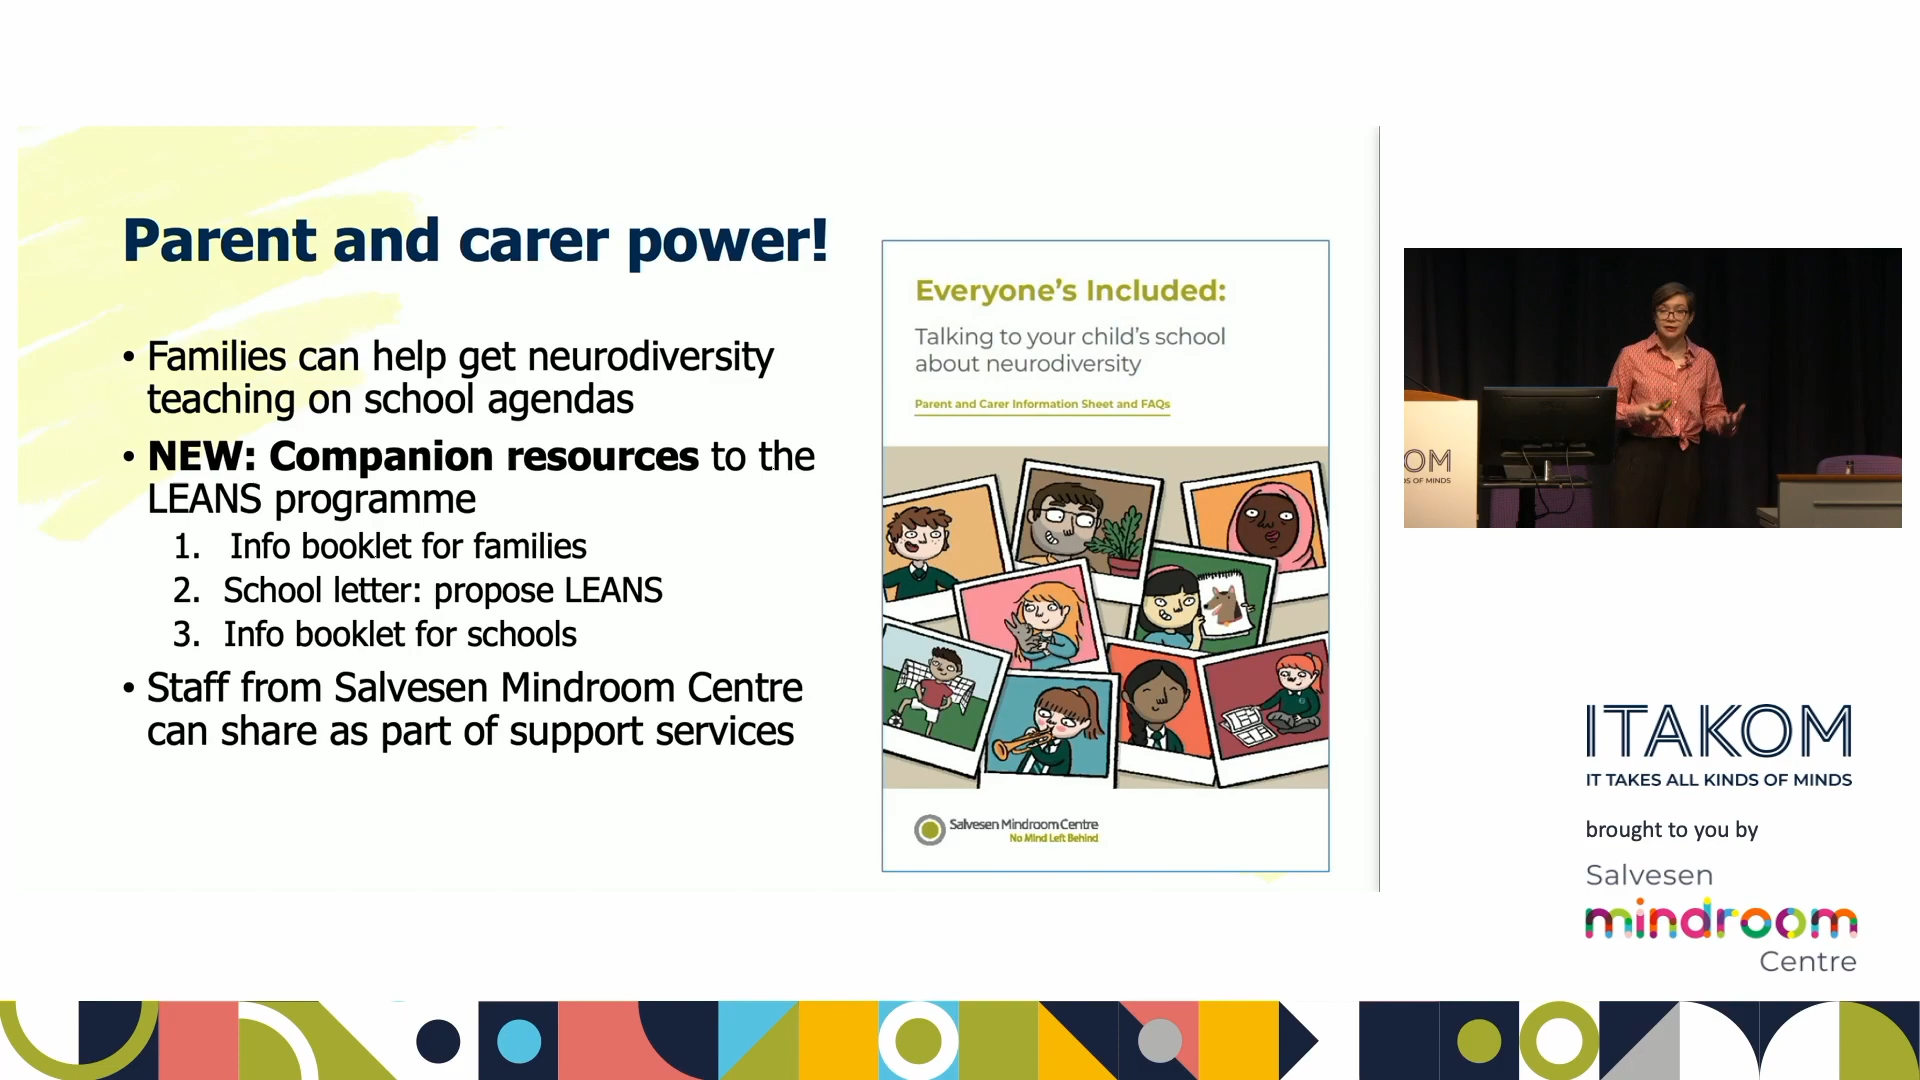 Parent and carer power!
• Families can help get neurodiversity
teaching on school agendas
• NEW: Companion resources to the
LEANS programme
1. Info booklet for families
2. School letter: propose LEANS
3. Info booklet for schools
• Staff from Salvesen Mindroom Centre
can share as part of support services
Everyone’s Included:
Talking to your child’s school
about neurodiversity
Parent and Carer Information Sheet and FAQs
Salvesen Mindroom Centre
No Mind Left Behind
OM
DS OF MINDS
ITAKOM
IT TAKES ALL KINDS OF MINDS
brought to you by
Salvesen
mindroom
Centre